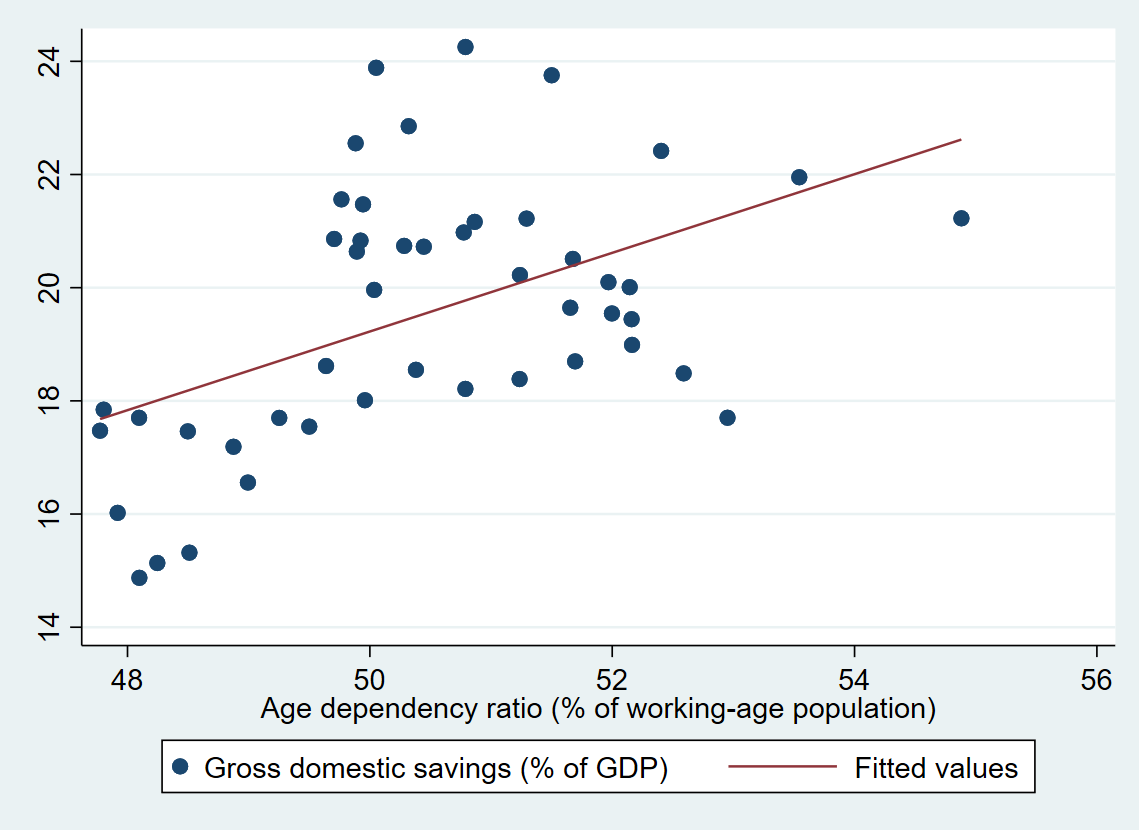 24
22
20
18
16
14
48 50 52 54 56
Age dependency ratio (% of working-age population)
Gross domestic savings (% of GDP) Fitted values